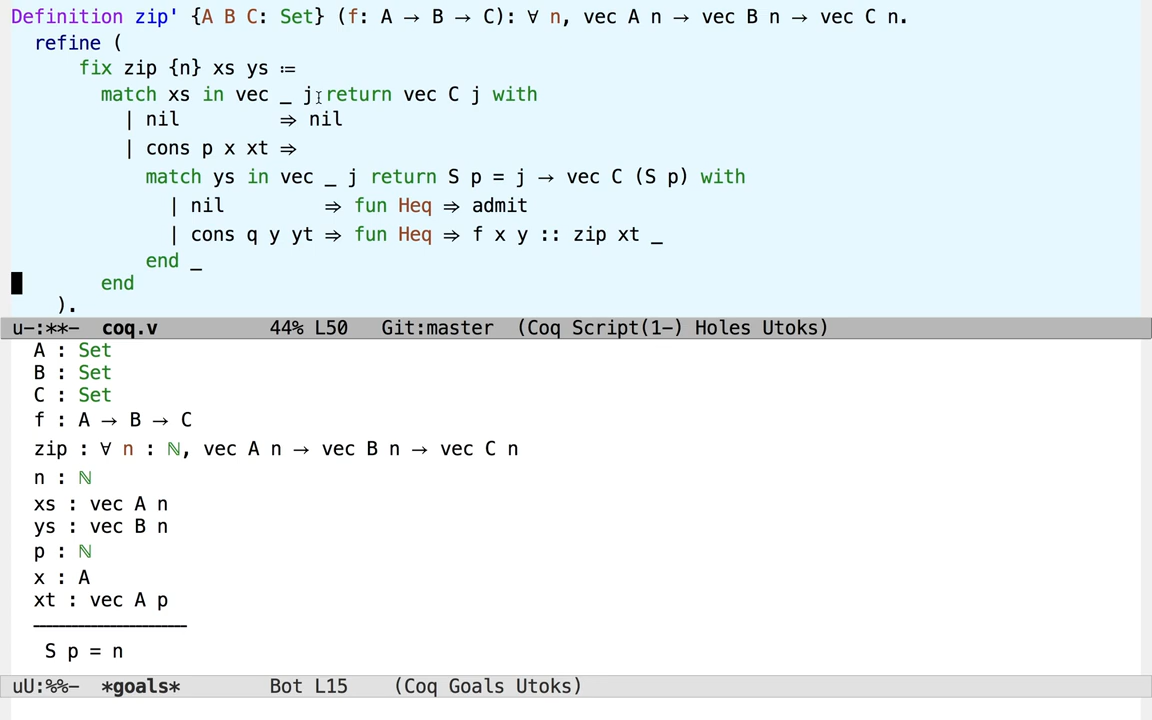 Definition zip' {A B C: Set} (f: A → B → C): ∀ n, vec A n → vec B n → vec C n.
refine (
fix zip {n} xs ys ≔
match xs in vec _ j return vec C j with
| nil ⇒ nil
| cons p x xt ⇒
match ys in vec _ j return S p = j → vec C (S p) with
| nil ⇒ fun Heq ⇒ admit
| cons q y yt ⇒ fun Heq ⇒ f x y :: zip xt _
end _
end
).
u-:**- coq.v 44% L50 Git:master (Coq Script(1-) Holes Utoks)
A : Set
B : Set
C : Set
f : A → B → C
zip : ∀ n : ℕ, vec A n → vec B n → vec C n
n : ℕ
xs : vec A n
ys : vec B n
p : ℕ
x : A
xt : vec A p
S p = n
uU:%%- *goals* Bot L15 (Coq Goals Utoks)